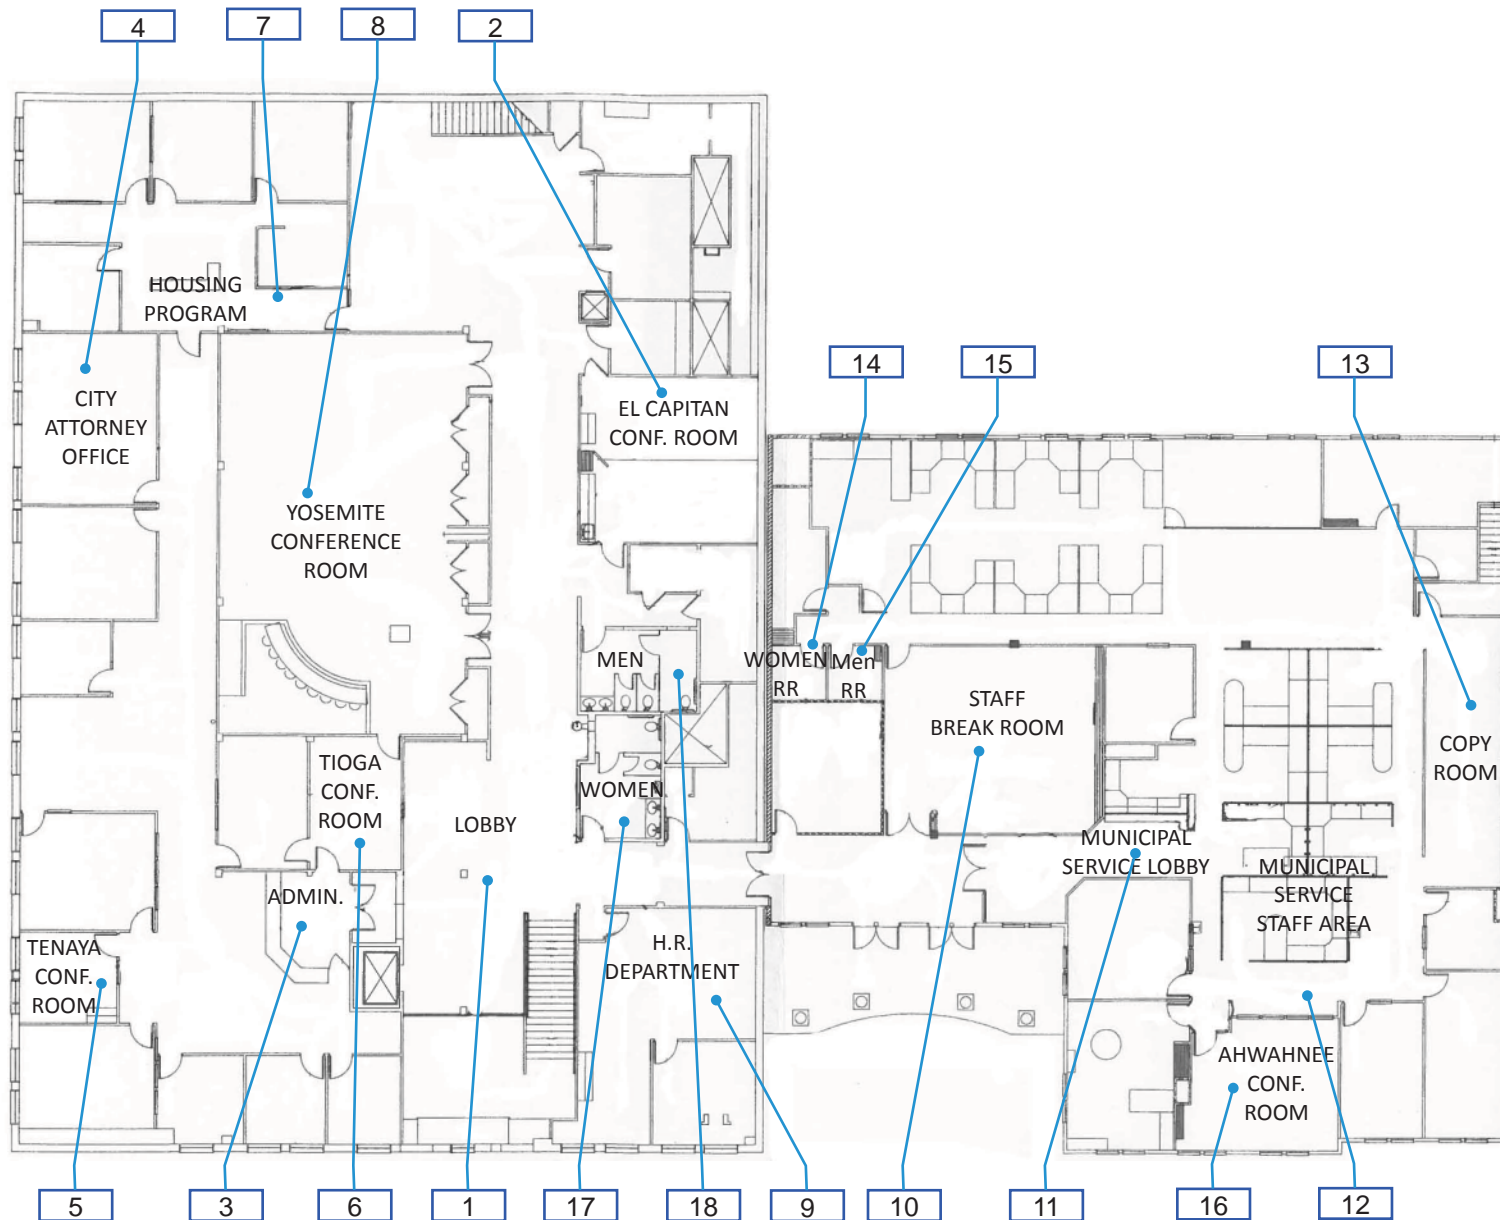 4
7
8
2
HOUSING
PROGRAM
14
15
13
CITY
ATTORNEY
OFFICE
EL CAPITAN
CONF. ROOM
YOSEMITE
CONFERENCE
ROOM
MEN
WOMEN
RR
Men
RR
STAFF
BREAK ROOM
COPY
ROOM
TIOGA
CONF.
ROOM
LOBBY
WOMEN
MUNICIPAL
SERVICE LOBBY
MUNICIPAL
SERVICE
STAFF AREA
ADMIN.
TENAYA
CONF.
ROOM
H.R.
DEPARTMENT
AHWAHNEE
CONF.
ROOM
5
3
6
1
17
18
9
10
11
16
12